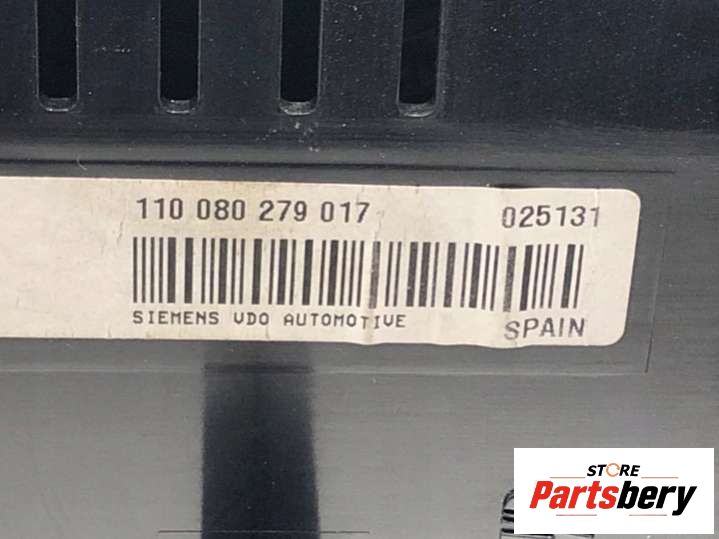 110 080 279 017 025131
SIEMENS VDO AUTOMOTIVE SPAIN
STORE
Partsbery